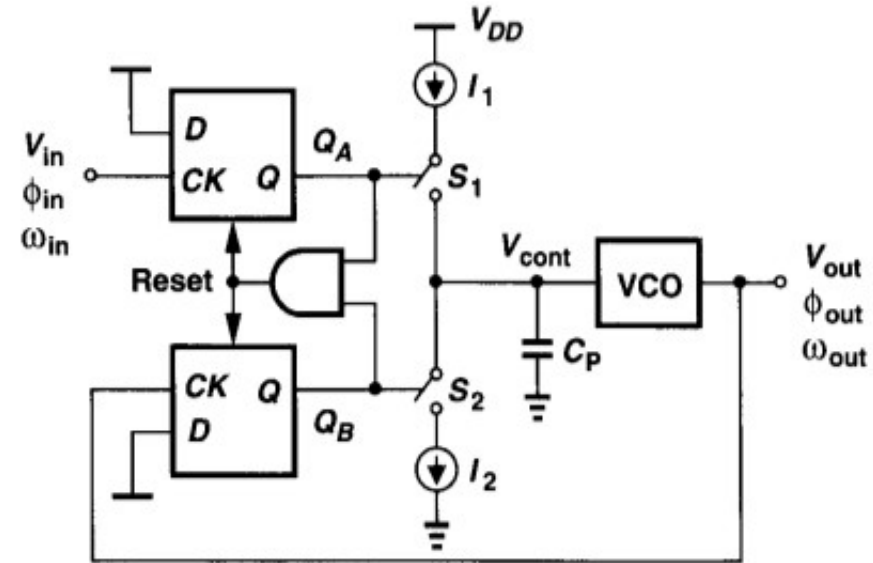 V_DD
I_1
D
V_in
Q_A
CK Q
S_1
ϕ_in
ω_in
V_cont
Reset
VCO
V_out
ϕ_out
ω_out
C_P
CK Q
S_2
D
Q_B
I_2